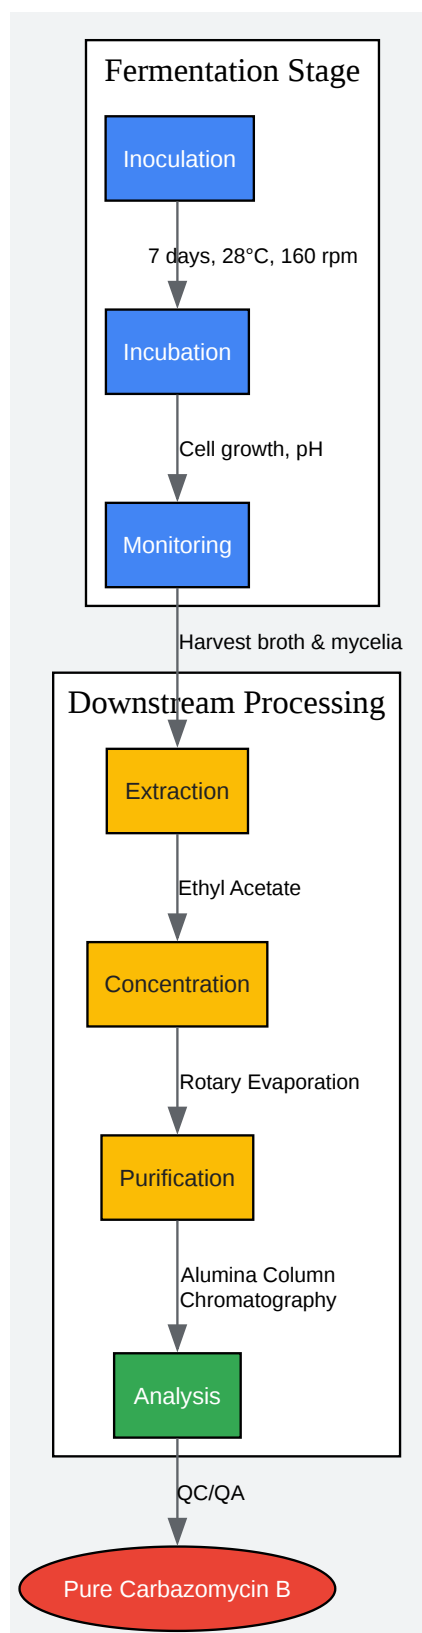 Fermentation Stage
Inoculation
7 days, 28°C, 160 rpm
Incubation
Cell growth, pH
Monitoring
Harvest broth & mycelia
Downstream Processing
Extraction
Ethyl Acetate
Concentration
Rotary Evaporation
Purification
Alumina Column
Chromatography
Analysis
QC/QA
Pure Carbazomycin B